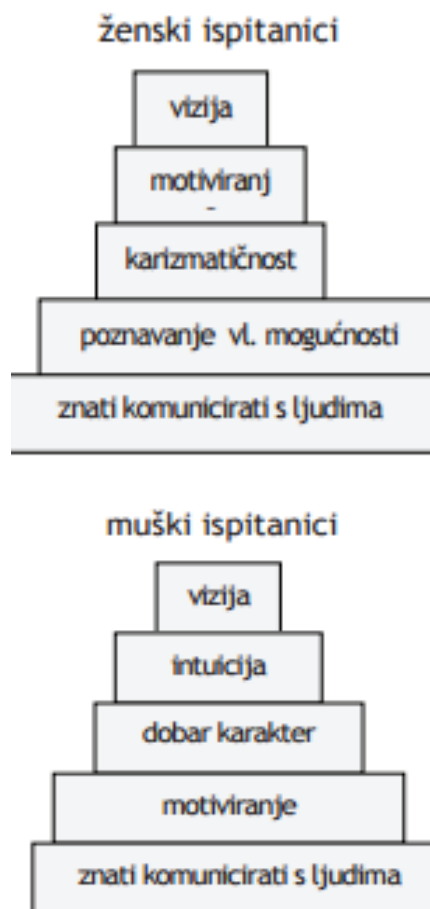 ženski ispitanici
vizija
motiviranj
karizmatičnost
poznavanje vl. mogućnosti
znati komunicirati s ljudima
muški ispitanici
vizija
intuicija
dobar karakter
motiviranje
znati komunicirati s ljudima